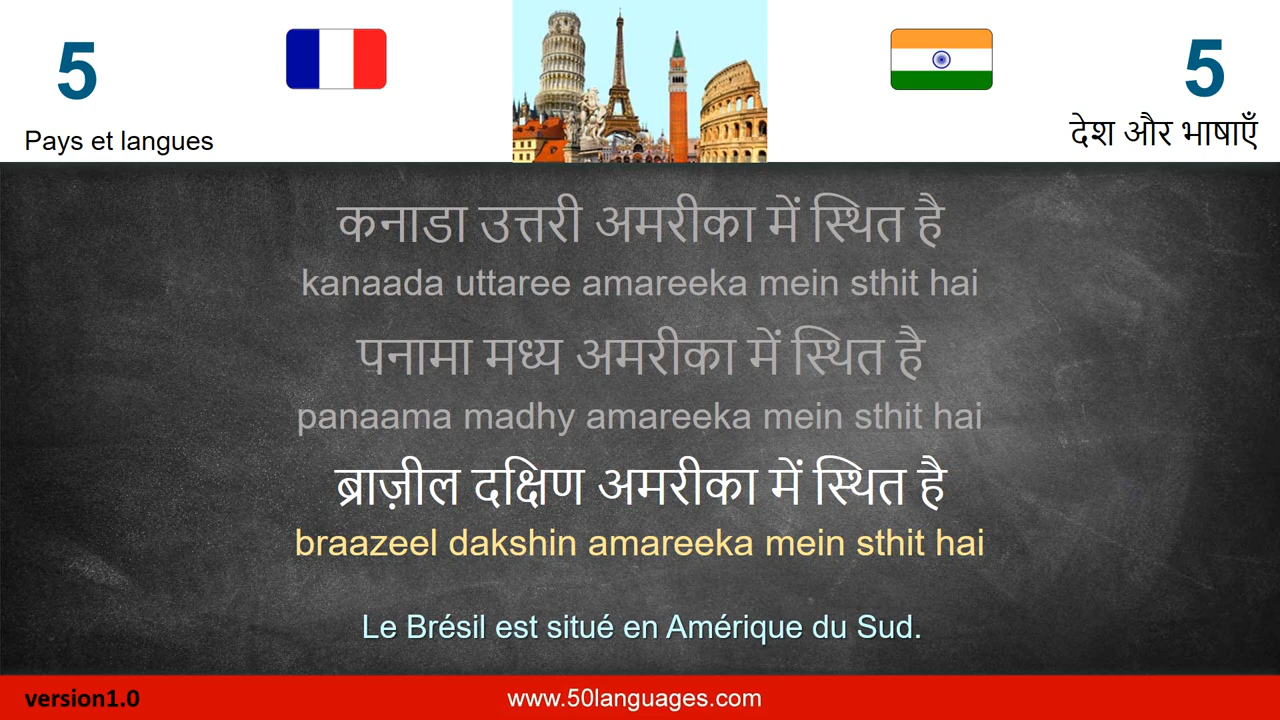 5
5
Pays et langues
देश और भाषाएँ
कनाडा उत्तरी अमरीका में स्थित है
kanaada uttaree amareeka mein sthit hai
पनामा मध्य अमरीका में स्थित है
panaama madhy amareeka mein sthit hai
ब्राज़ील दक्षिण अमरीका में स्थित है
braazeel dakshin amareeka mein sthit hai
Le Brésil est situé en Amérique du Sud.
version1.0
www.50languages.com